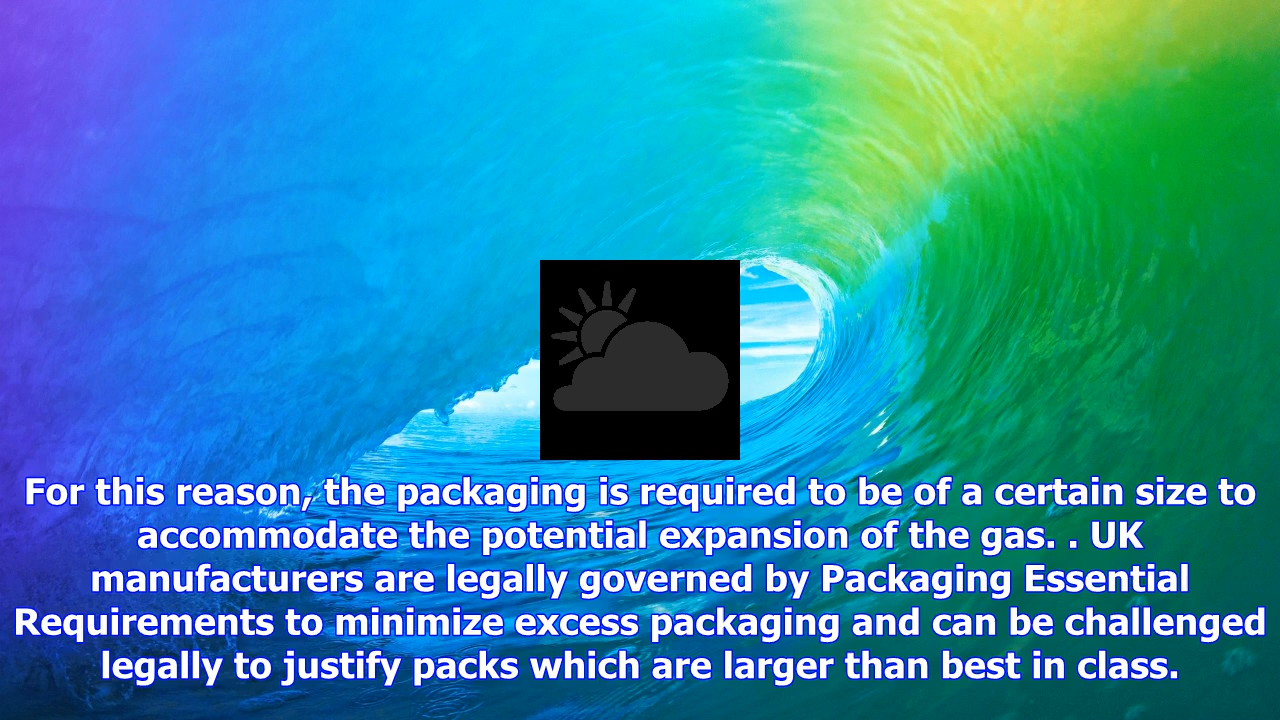 For this reason, the packaging is required to be of a certain size to
accommodate the potential expansion of the gas. . UK
manufacturers are legally governed by Packaging Essential
Requirements to minimize excess packaging and can be challenged
legally to justify packs which are larger than best in class.